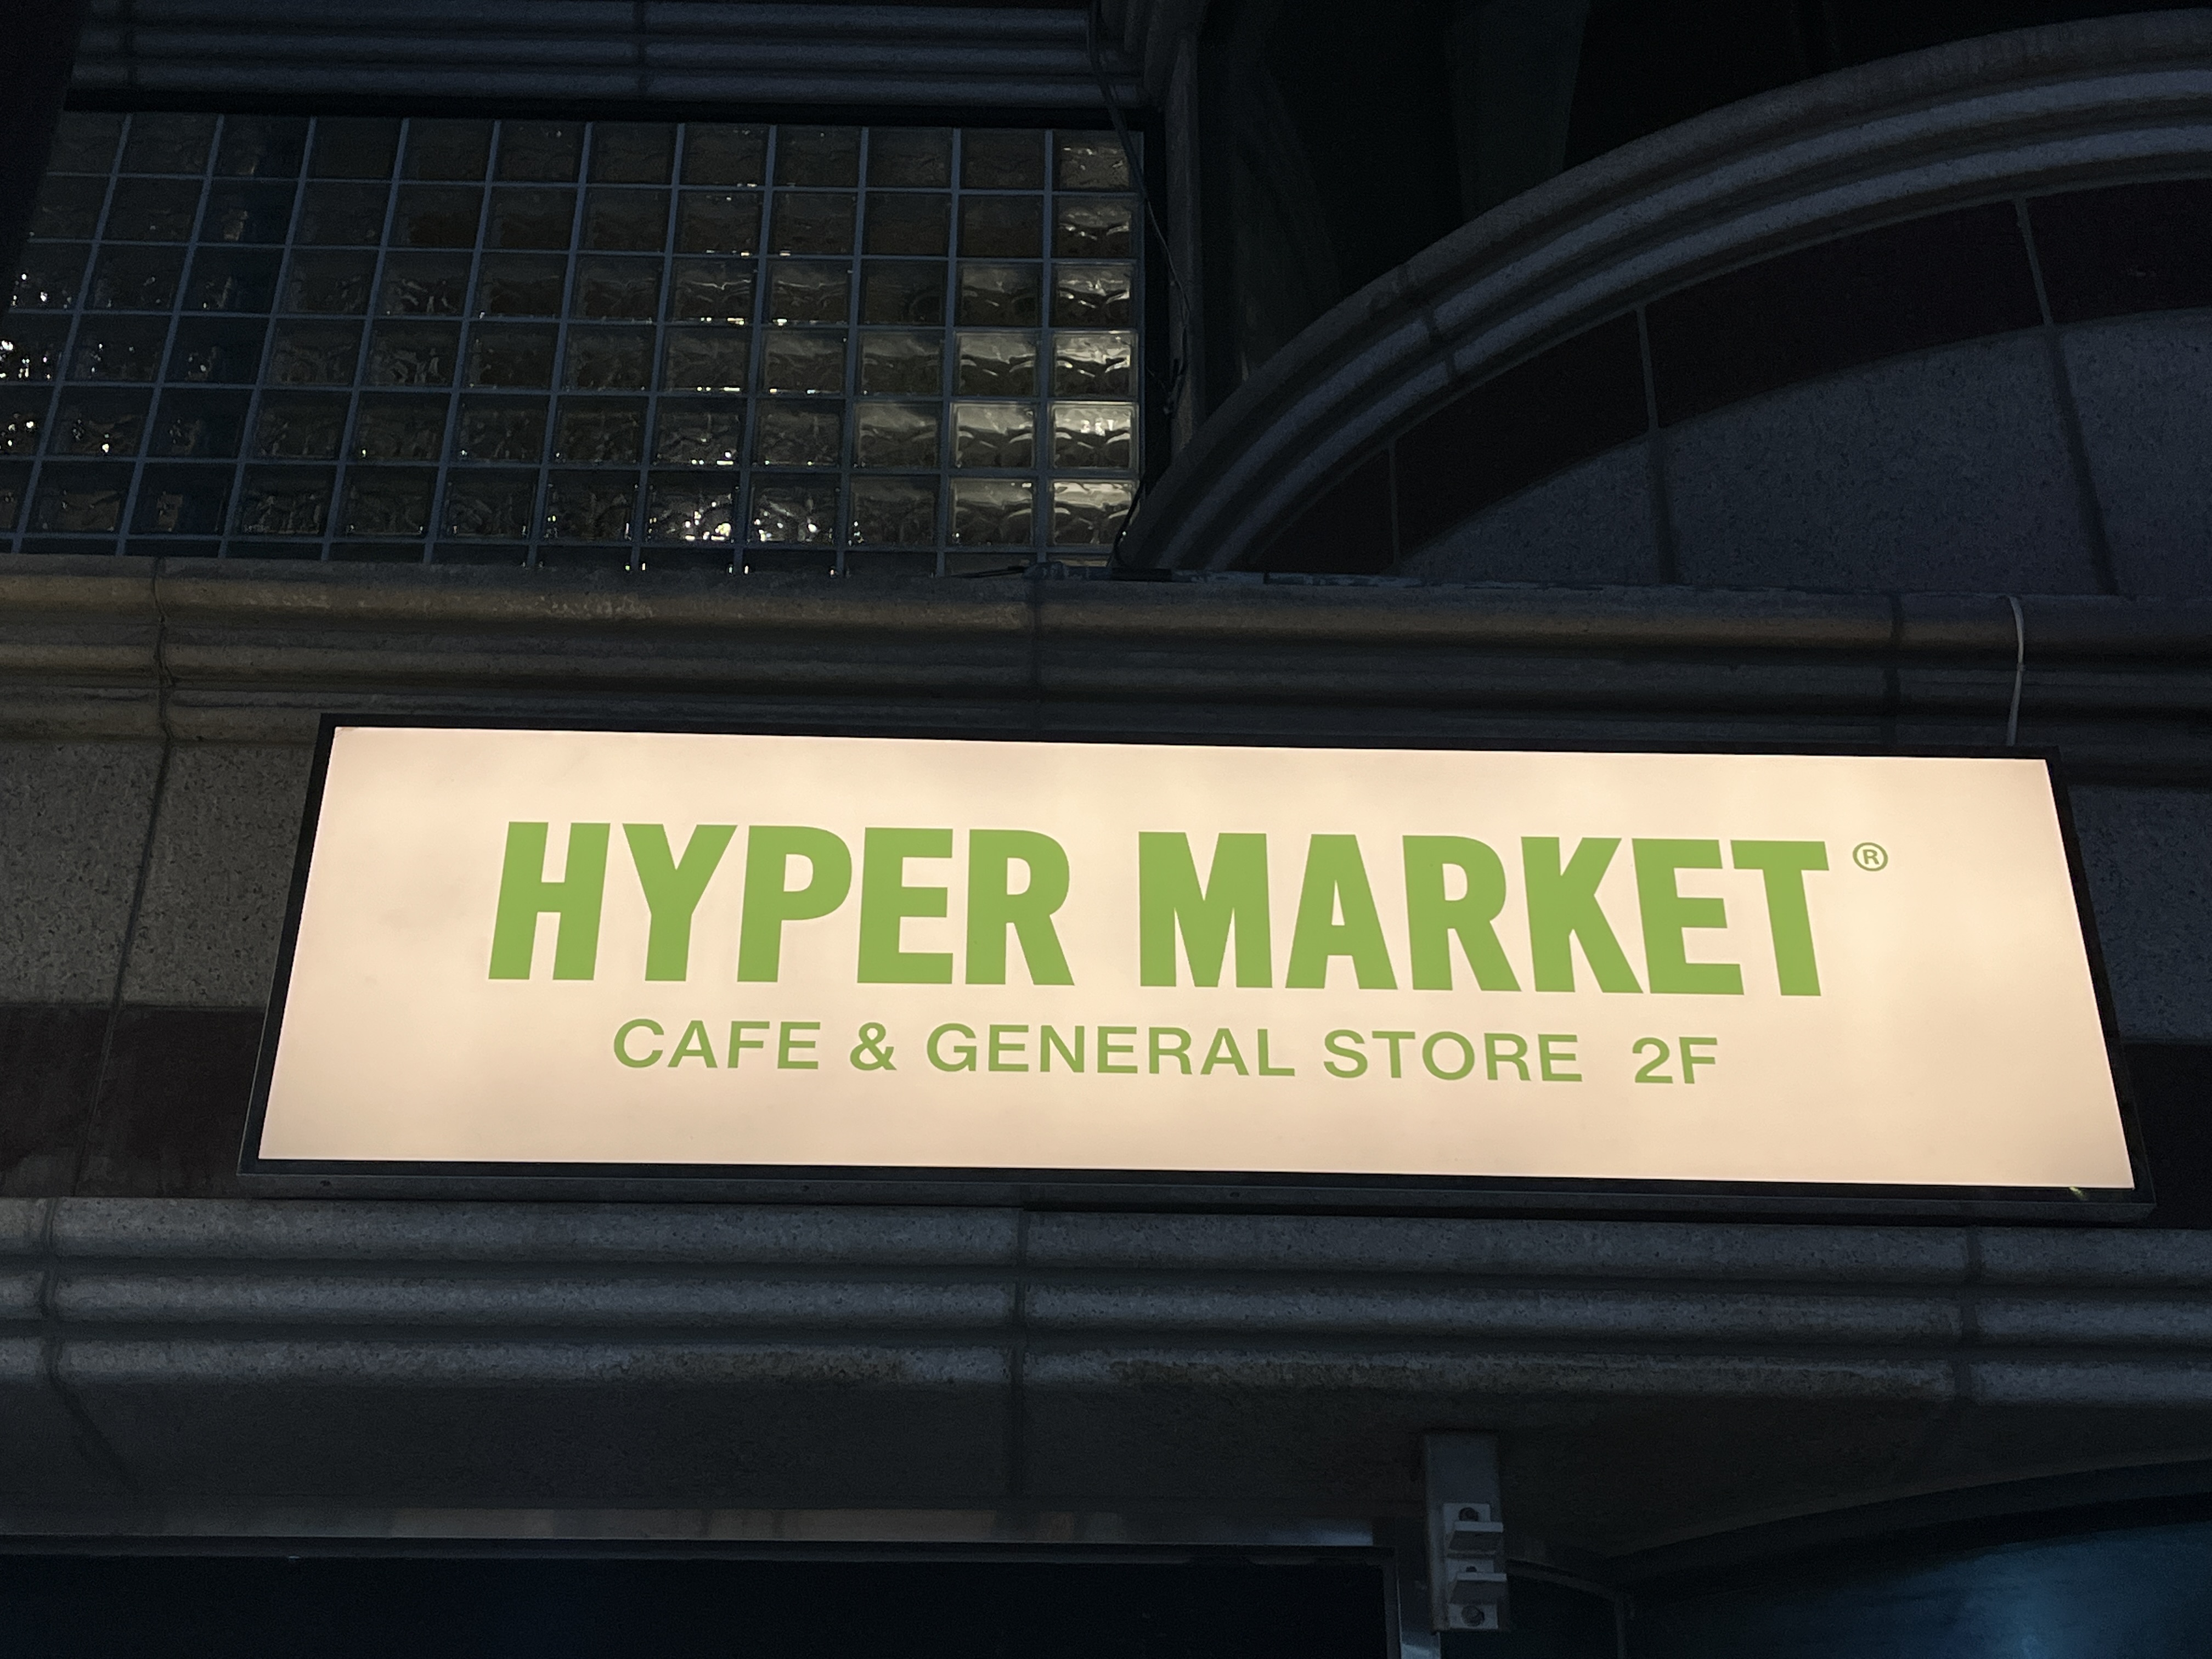 HYPER MARKET®
CAFE & GENERAL STORE 2F